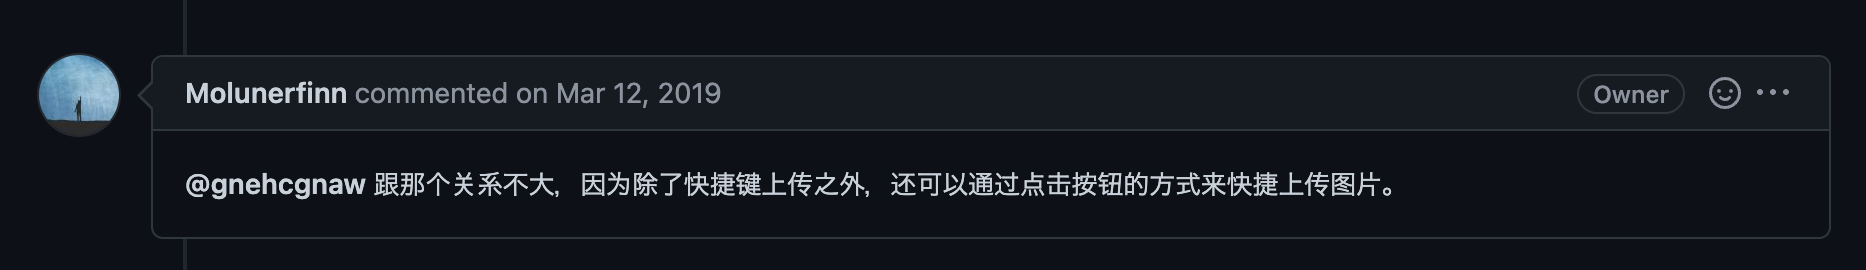 Molunerfinn commented on Mar 12, 2019 Owner
@gnehcgnaw 跟那个关系不大，因为除了快捷键上传之外，还可以通过点击按钮的方式来快捷上传图片。